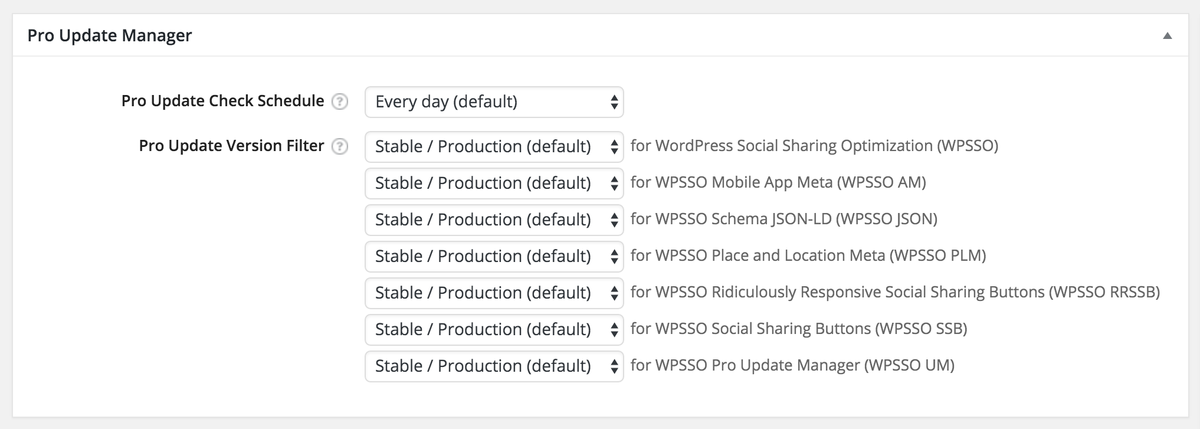 Pro Update Manager
Pro Update Check Schedule ? Every day (default)
Pro Update Version Filter ? Stable / Production (default) for WordPress Social Sharing Optimization (WPSSO)
Stable / Production (default) for WPSSO Mobile App Meta (WPSSO AM)
Stable / Production (default) for WPSSO Schema JSON-LD (WPSSO JSON)
Stable / Production (default) for WPSSO Place and Location Meta (WPSSO PLM)
Stable / Production (default) for WPSSO Ridiculously Responsive Social Sharing Buttons (WPSSO RRSSB)
Stable / Production (default) for WPSSO Social Sharing Buttons (WPSSO SSB)
Stable / Production (default) for WPSSO Pro Update Manager (WPSSO UM)